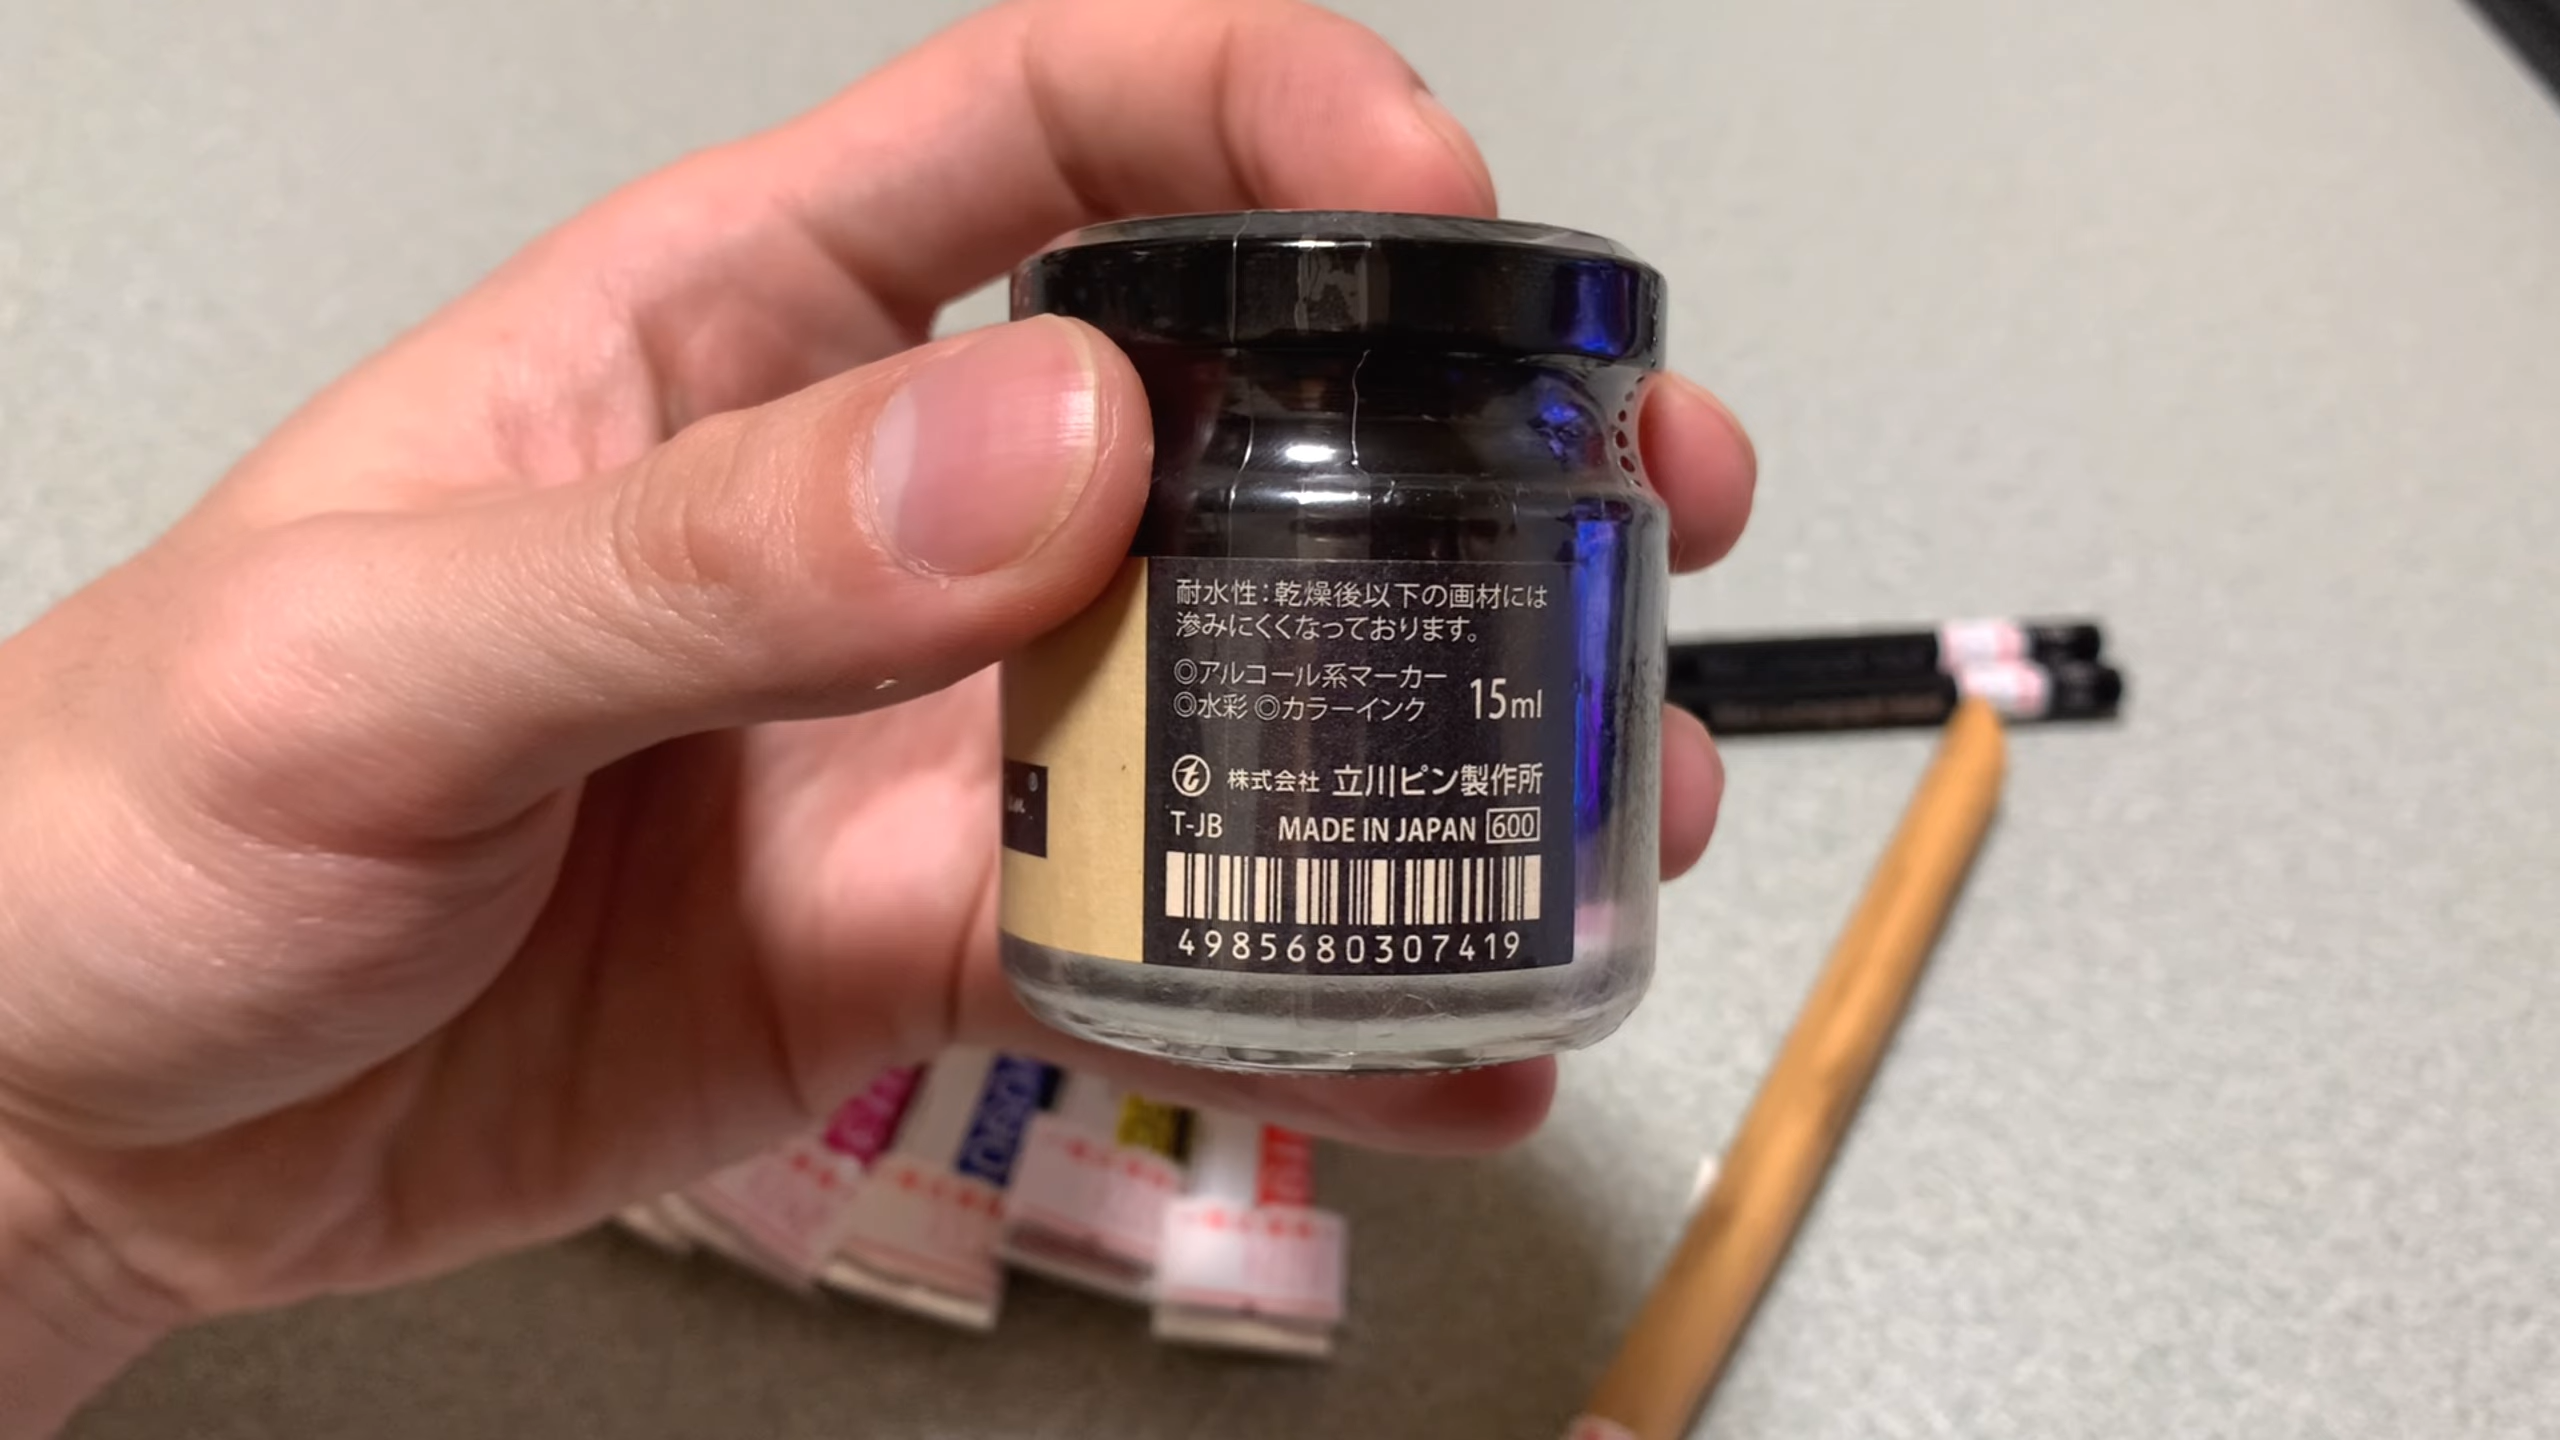 耐水性：乾燥後以下の画材には
滲みにくくなっております。
◎アルコール系マーカー
◎水彩 ◎カラーインク 15ml
株式会社 立川ピン製作所
T-JB MADE IN JAPAN 600
4985680307419